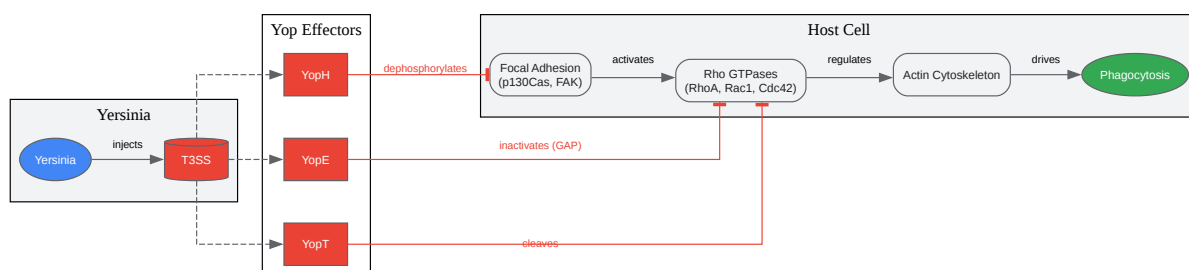 Yop Effectors
Host Cell
YopH
dephosphorylates
Focal Adhesion
(p130Cas, FAK)
activates
Rho GTPases
(RhoA, Rac1, Cdc42)
regulates
Actin Cytoskeleton
drives
Phagocytosis
Yersinia
Yersinia
injects
T3SS
YopE
inactivates (GAP)
YopT
cleaves